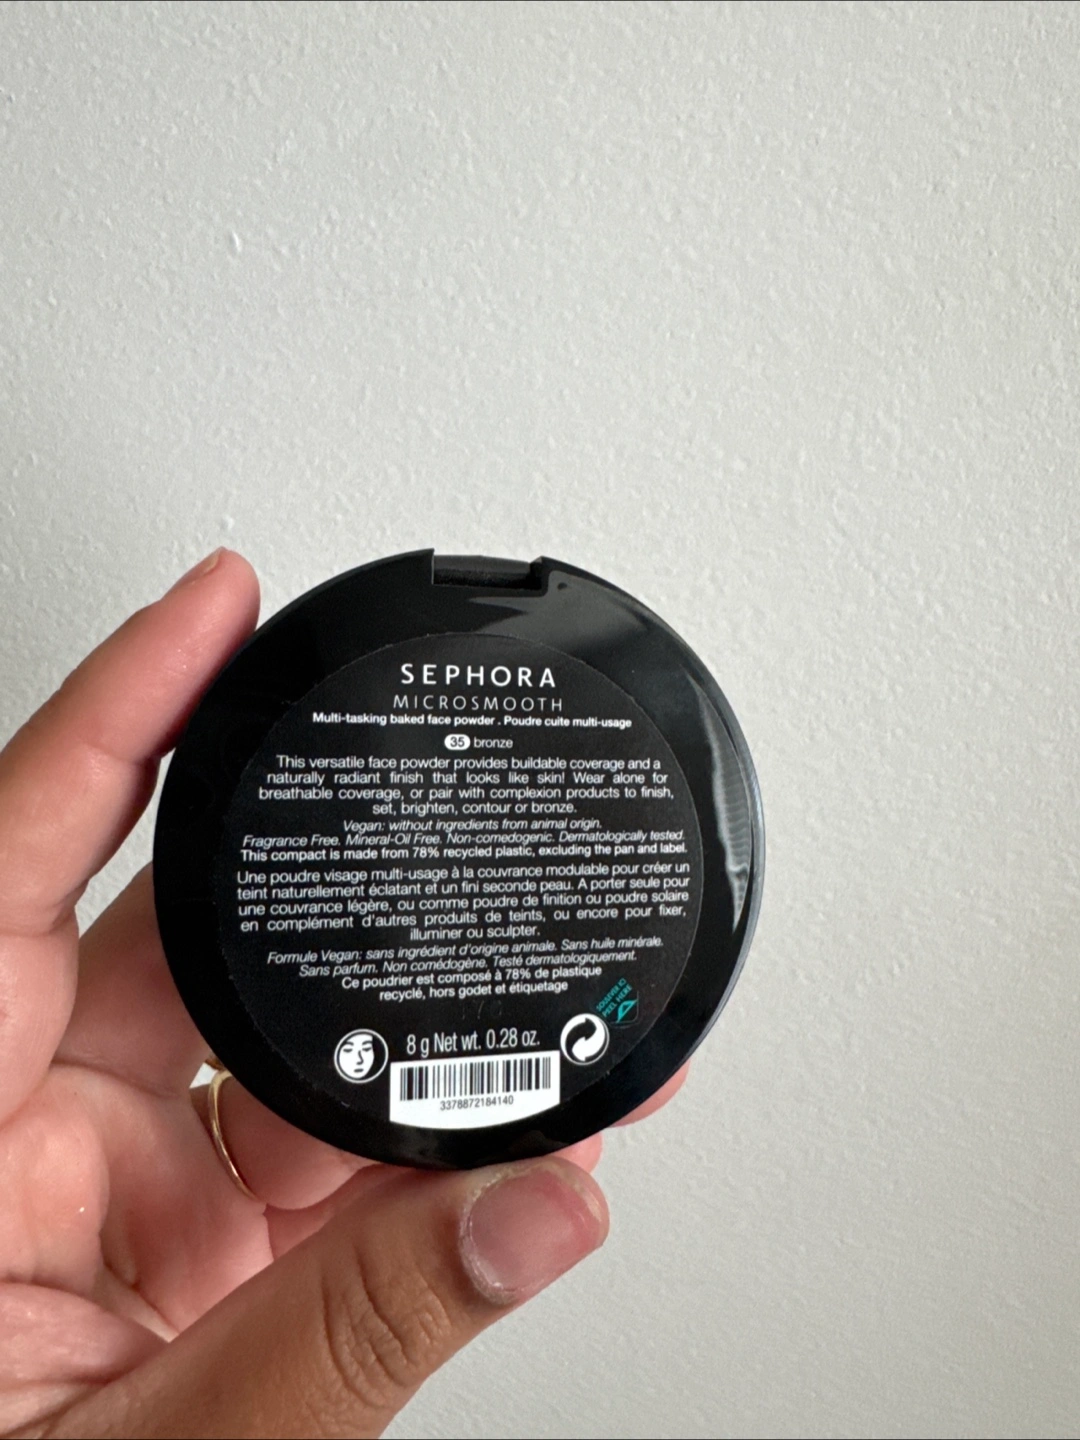 SEPHORA
MICROSMOOTH
Multi-tasking baked face powder . Poudre cuite multi-usage
35 bronze
This versatile face powder provides buildable coverage and a
naturally radiant finish that looks like skin! Wear alone for
breathable coverage, or pair with complexion products to finish,
set, brighten, contour or bronze.
Vegan: without ingredients from animal origin.
Fragrance Free. Mineral-Oil Free. Non-comedogenic. Dermatologically tested.
This compact is made from 78% recycled plastic, excluding the pan and label.
Une poudre visage multi-usage à la couvrance modulable pour créer un
teint naturellement éclatant et un fini seconde peau. A porter seule pour
une couvrance légère, ou comme poudre de finition ou poudre solaire
en complément d'autres produits de teints, ou encore pour fixer,
illuminer ou sculpter.
Formule Vegan: sans ingrédient d'origine animale. Sans huile minérale.
Sans parfum. Non comédogène. Testé dermatologiquement.
Ce poudrier est composé à 78% de plastique
recyclé, hors godet et étiquetage
SOULEVER ICI
PEEL HERE
8 g Net wt. 0.28 oz.
3378872184140